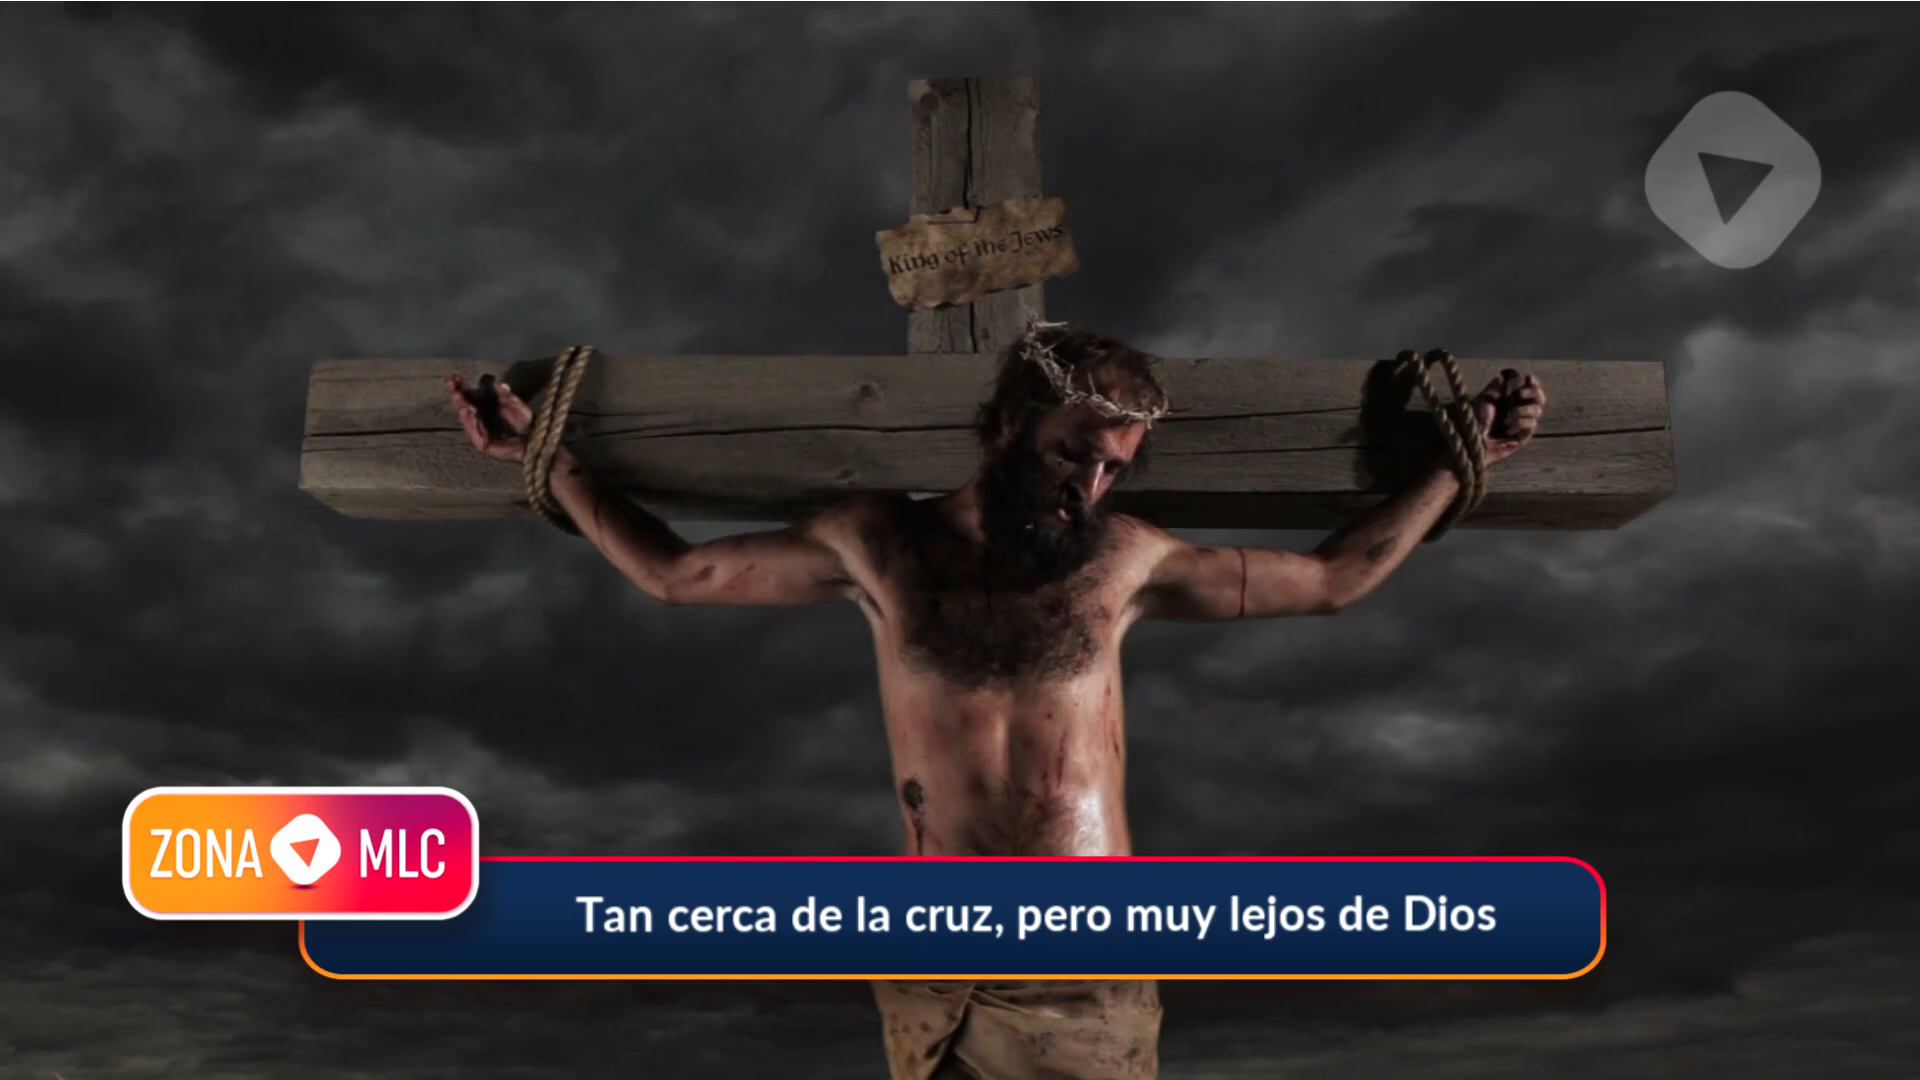 King of the Jews
ZONA MLC
Tan cerca de la cruz, pero muy lejos de Dios